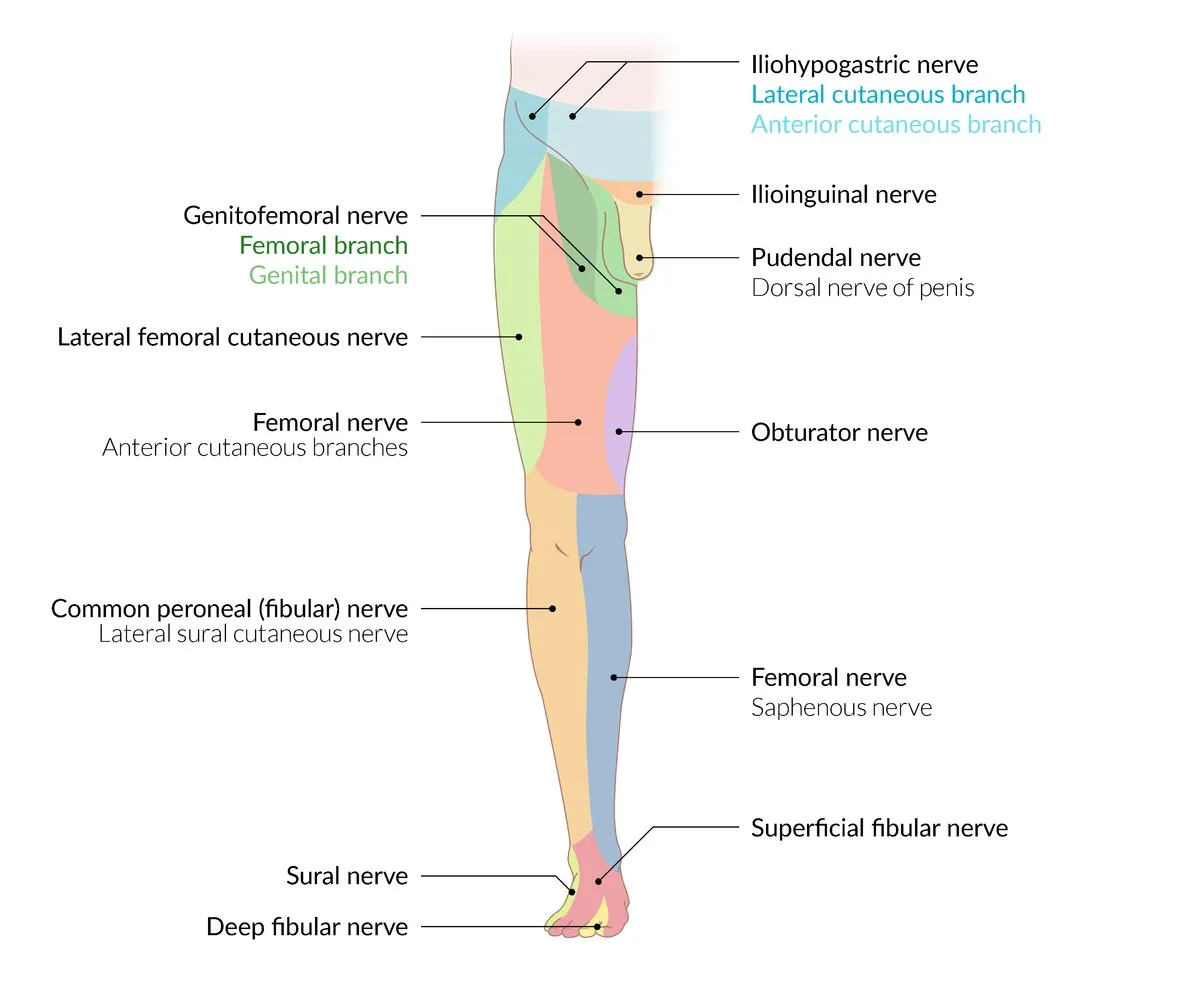 Iliohypogastric nerve
Lateral cutaneous branch
Anterior cutaneous branch
Ilioinguinal nerve
Genitofemoral nerve
Femoral branch
Genital branch
Pudendal nerve
Dorsal nerve of penis
Lateral femoral cutaneous nerve
Femoral nerve
Anterior cutaneous branches
Obturator nerve
Common peroneal (fibular) nerve
Lateral sural cutaneous nerve
Femoral nerve
Saphenous nerve
Superficial fibular nerve
Sural nerve
Deep fibular nerve